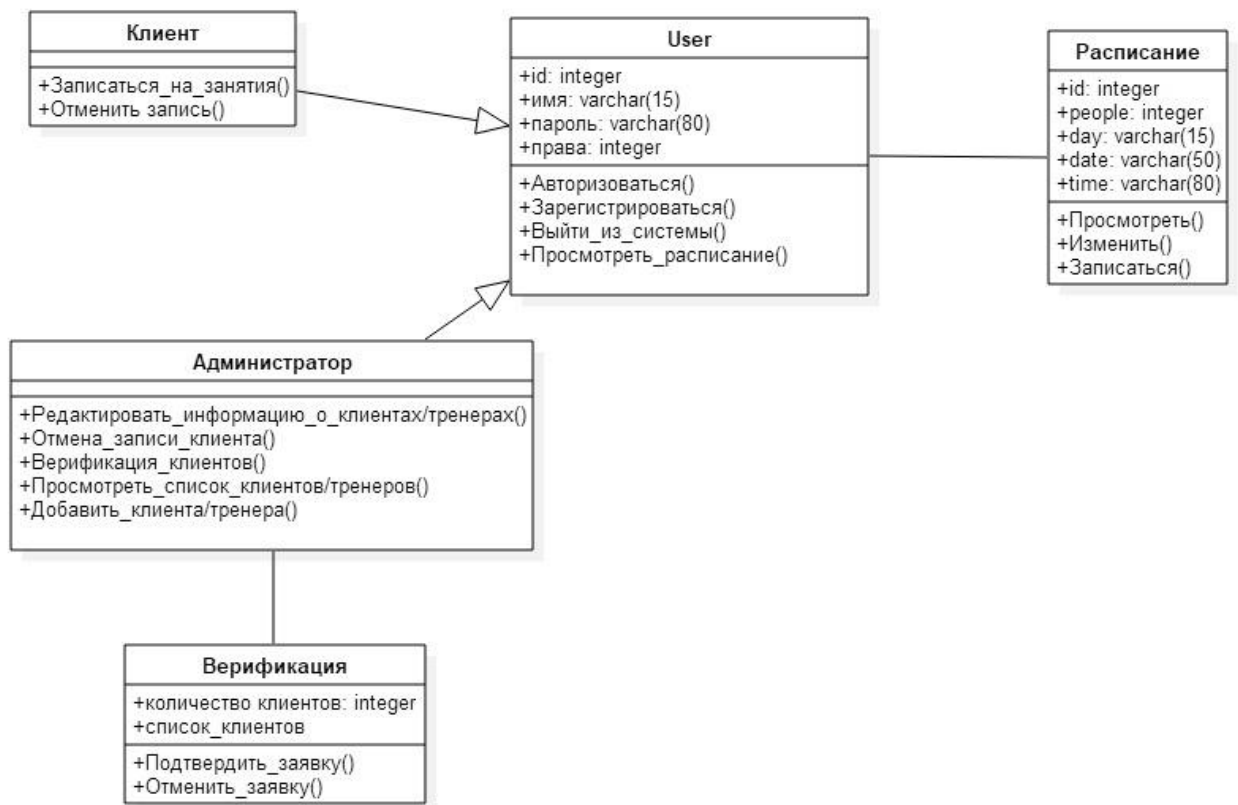 Клиент
+Записаться_на_занятия()
+Отменить запись()
User
+id: integer
+имя: varchar(15)
+пароль: varchar(80)
+права: integer
+Авторизоваться()
+Зарегистрироваться()
+Выйти_из_системы()
+Просмотреть_расписание()
Расписание
+id: integer
+people: integer
+day: varchar(15)
+date: varchar(50)
+time: varchar(80)
+Просмотреть()
+Изменить()
+Записаться()
Администратор
+Редактировать_информацию_о_клиентах/тренерах()
+Отмена_записи_клиента()
+Верификация_клиентов()
+Просмотреть_список_клиентов/тренеров()
+Добавить_клиента/тренера()
Верификация
+количество клиентов: integer
+список_клиентов
+Подтвердить_заявку()
+Отменить_заявку()